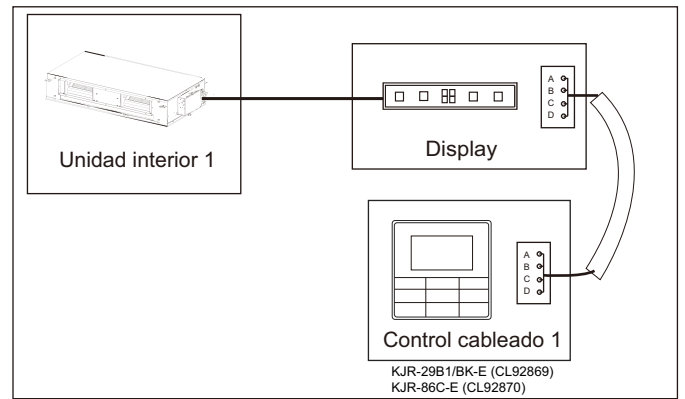 Unidad interior 1
A
B
C
D
Display
A
B
C
D
Control cableado 1
KJR-29B1/BK-E (CL92869)
KJR-86C-E (CL92870)